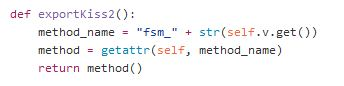 def exportKiss2():
    method_name = "fsm_" + str(self.v.get())
    method = getattr(self, method_name)
    return method()